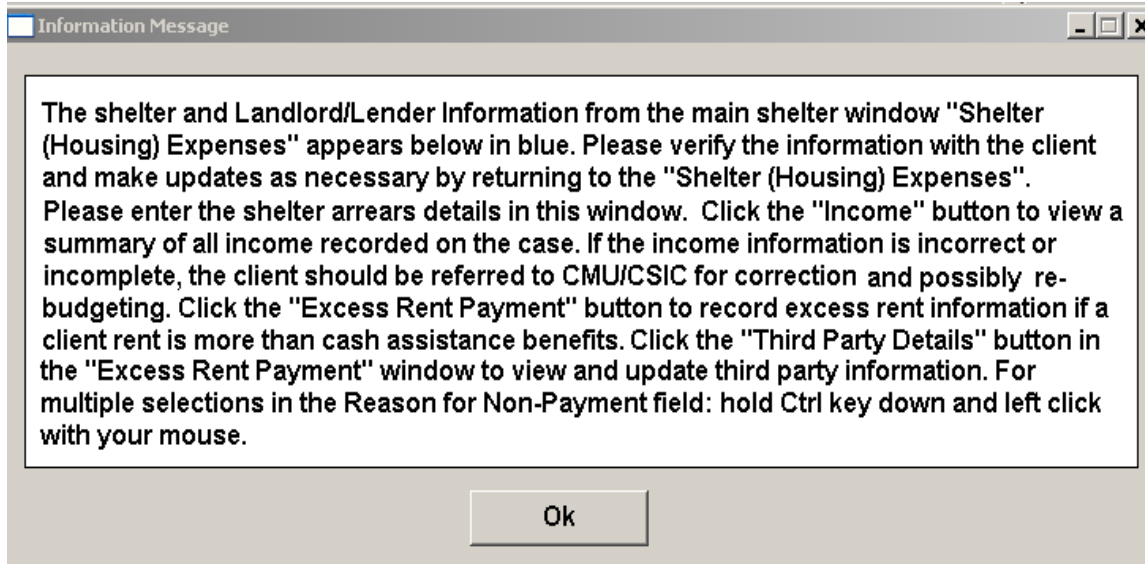 Information Message
The shelter and Landlord/Lender Information from the main shelter window "Shelter
(Housing) Expenses" appears below in blue. Please verify the information with the client
and make updates as necessary by returning to the "Shelter (Housing) Expenses".
Please enter the shelter arrears details in this window.  Click the "Income" button to view a
summary of all income recorded on the case. If the income information is incorrect or
incomplete, the client should be referred to CMU/CSIC for correction and possibly  re-
budgeting. Click the "Excess Rent Payment" button to record excess rent information if a
client rent is more than cash assistance benefits. Click the "Third Party Details" button in
the "Excess Rent Payment" window to view and update third party information. For
multiple selections in the Reason for Non-Payment field: hold Ctrl key down and left click
with your mouse.
Ok